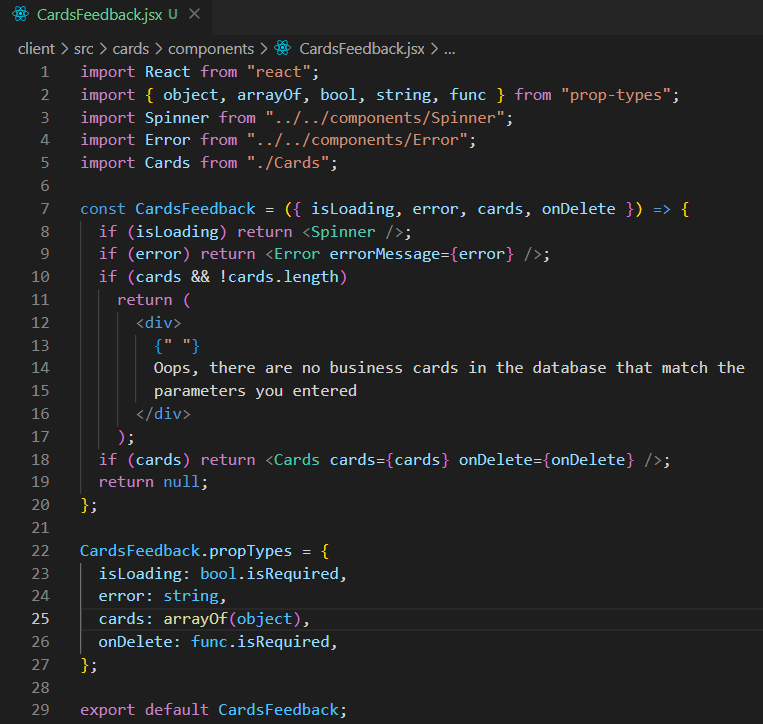 CardsFeedback.jsx U ×
client > src > cards > components > CardsFeedback.jsx > ...
1 import React from "react";
2 import { object, arrayOf, bool, string, func } from "prop-types";
3 import Spinner from "../../components/Spinner";
4 import Error from "../../components/Error";
5 import Cards from "./Cards";
6
7 const CardsFeedback = ({ isLoading, error, cards, onDelete }) => {
8   if (isLoading) return <Spinner />;
9   if (error) return <Error errorMessage={error} />;
10   if (cards && !cards.length)
11     return (
12       <div>
13         {" "}
14         Oops, there are no business cards in the database that match the
15         parameters you entered
16       </div>
17     );
18   if (cards) return <Cards cards={cards} onDelete={onDelete} />;
19   return null;
20 };
21
22 CardsFeedback.propTypes = {
23   isLoading: bool.isRequired,
24   error: string,
25   cards: arrayOf(object),
26   onDelete: func.isRequired,
27 };
28
29 export default CardsFeedback;